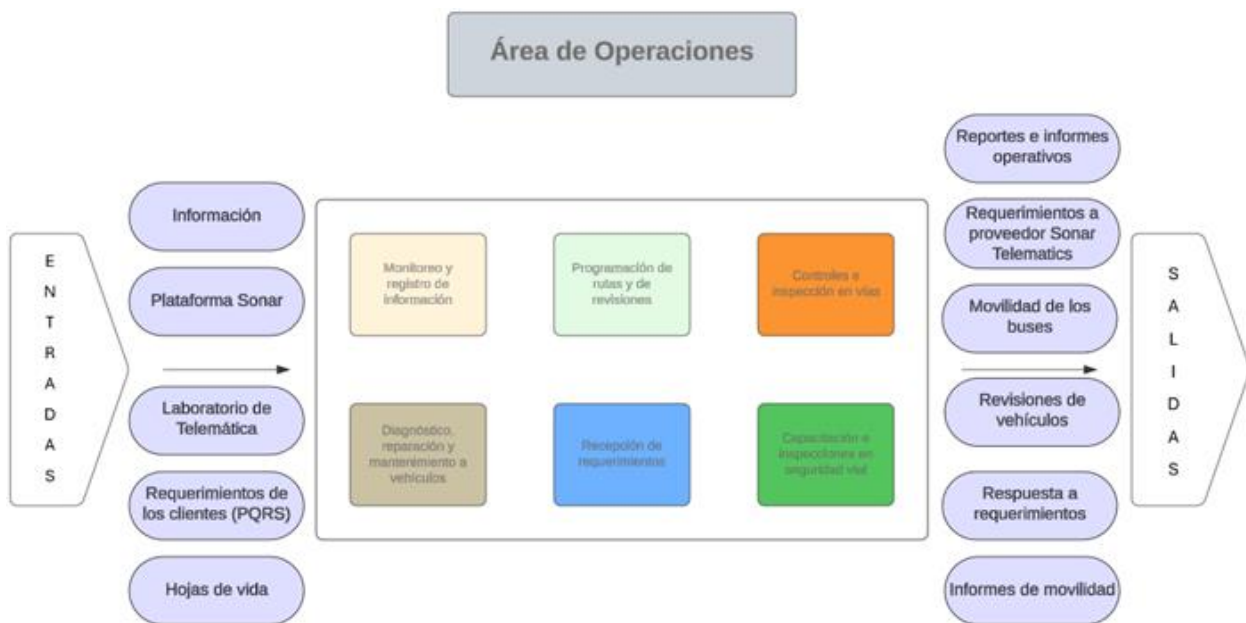 Área de Operaciones
ENTRADAS
Información
Plataforma Sonar
Laboratorio de
Telemática
Requerimientos de
los clientes (PQRS)
Hojas de vida
Monitoreo y
registro de
información
Programación de
rutas y de
revisiones
Controles e
inspección en vías
Diagnóstico,
reparación y
mantenimiento a
vehículos
Recepción de
requerimientos
Capacitación e
inspecciones en
seguridad vial
Reportes e informes
operativos
Requerimientos a
proveedor Sonar
Telematics
Movilidad de los
buses
Revisiones de
vehículos
Respuesta a
requerimientos
Informes de movilidad
SALIDAS